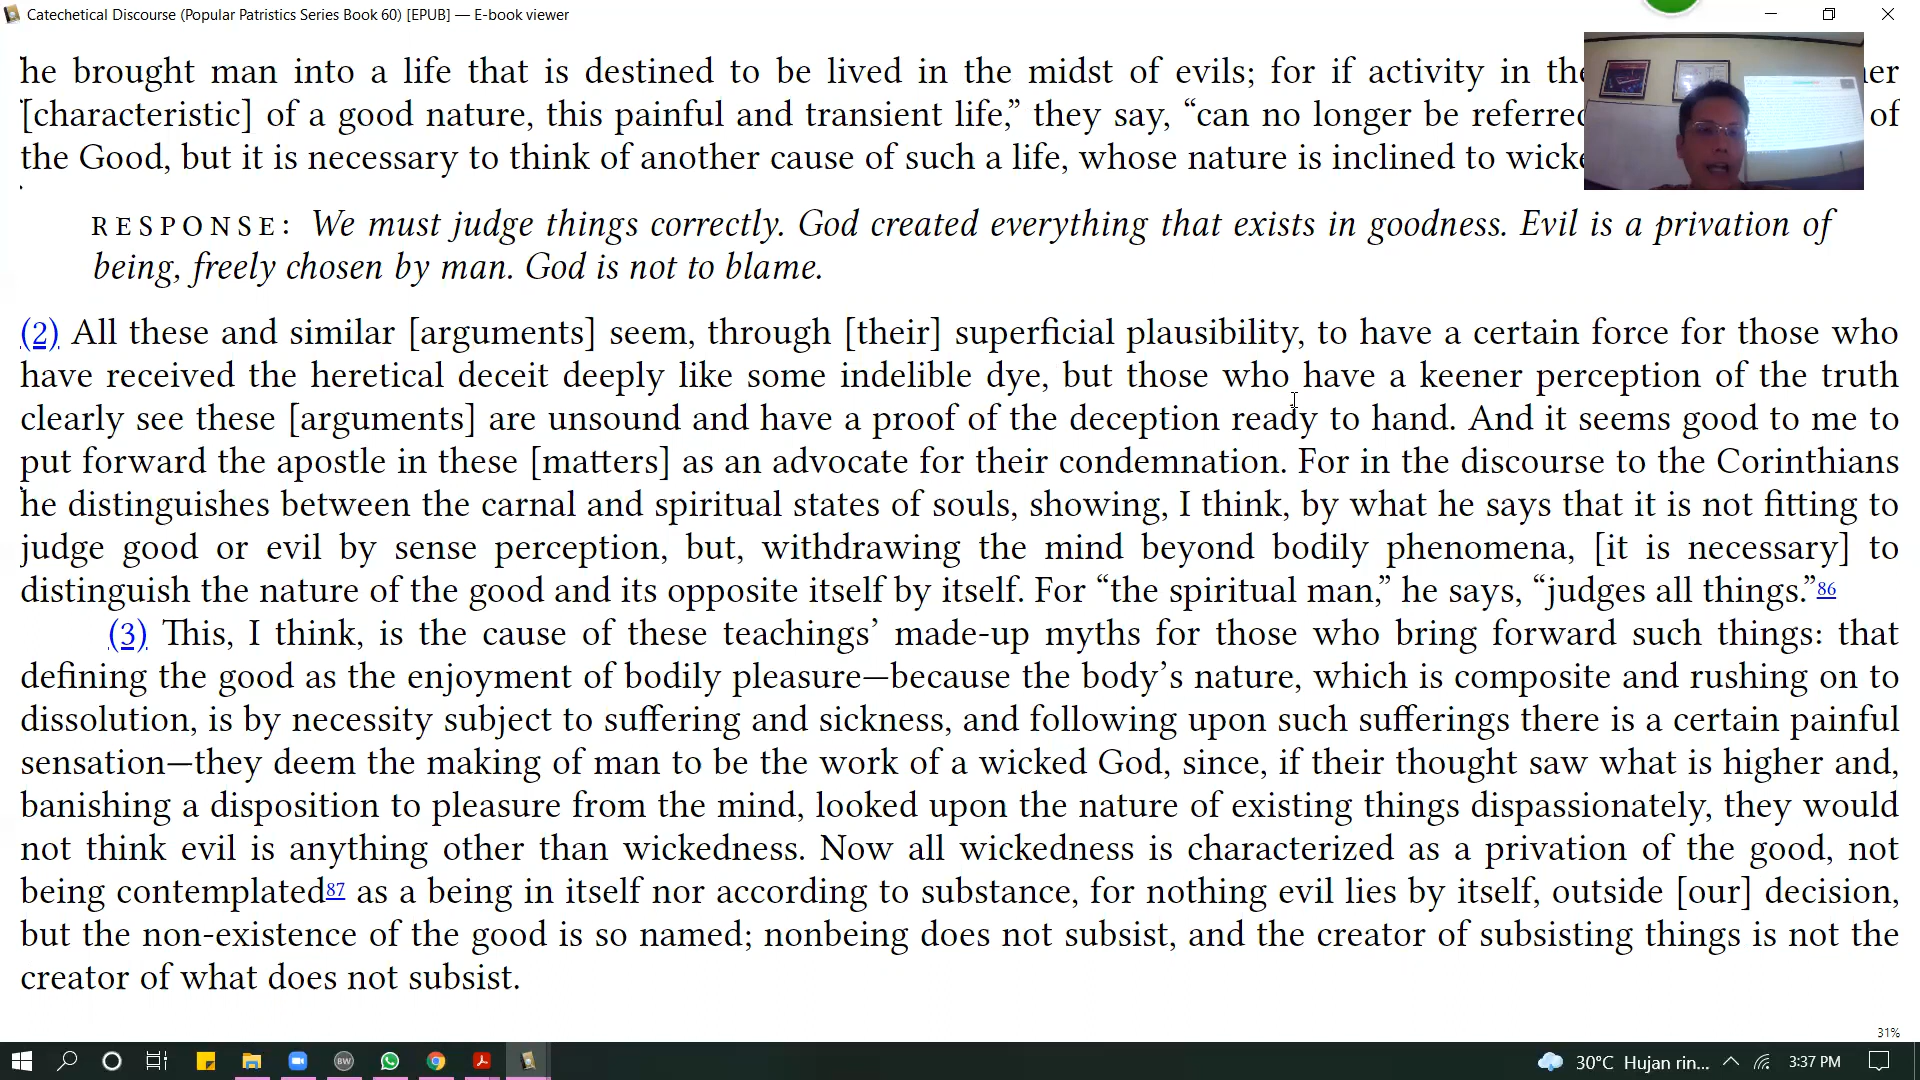 Catechetical Discourse (Popular Patristics Series Book 60) [EPUB] — E-book viewer
he brought man into a life that is destined to be lived in the midst of evils; for if activity in
[characteristic] of a good nature, this painful and transient life,” they say, “can no longer be of
the Good, but it is necessary to think of another cause of such a life, whose nature is inclined to
RESPONSE: We must judge things correctly. God created everything that exists in goodness. Evil is a privation of
being, freely chosen by man. God is not to blame.
(2) All these and similar [arguments] seem, through [their] superficial plausibility, to have a certain force for those who
have received the heretical deceit deeply like some indelible dye, but those who have a keener perception of the truth
clearly see these [arguments] are unsound and have a proof of the deception ready to hand. And it seems good to me to
put forward the apostle in these [matters] as an advocate for their condemnation. For in the discourse to the Corinthians
he distinguishes between the carnal and spiritual states of souls, showing, I think, by what he says that it is not fitting to
judge good or evil by sense perception, but, withdrawing the mind beyond bodily phenomena, [it is necessary] to
distinguish the nature of the good and its opposite itself by itself. For “the spiritual man,” he says, “judges all things.”86
(3) This, I think, is the cause of these teachings’ made-up myths for those who bring forward such things: that
defining the good as the enjoyment of bodily pleasure—because the body’s nature, which is composite and rushing on to
dissolution, is by necessity subject to suffering and sickness, and following upon such sufferings there is a certain painful
sensation—they deem the making of man to be the work of a wicked God, since, if their thought saw what is higher and,
banishing a disposition to pleasure from the mind, looked upon the nature of existing things dispassionately, they would
not think evil is anything other than wickedness. Now all wickedness is characterized as a privation of the good, not
being contemplated87 as a being in itself nor according to substance, for nothing evil lies by itself, outside [our] decision,
but the non-existence of the good is so named; nonbeing does not subsist, and the creator of subsisting things is not the
creator of what does not subsist.
31%
BW
30°C Hujan rin...
3:37 PM